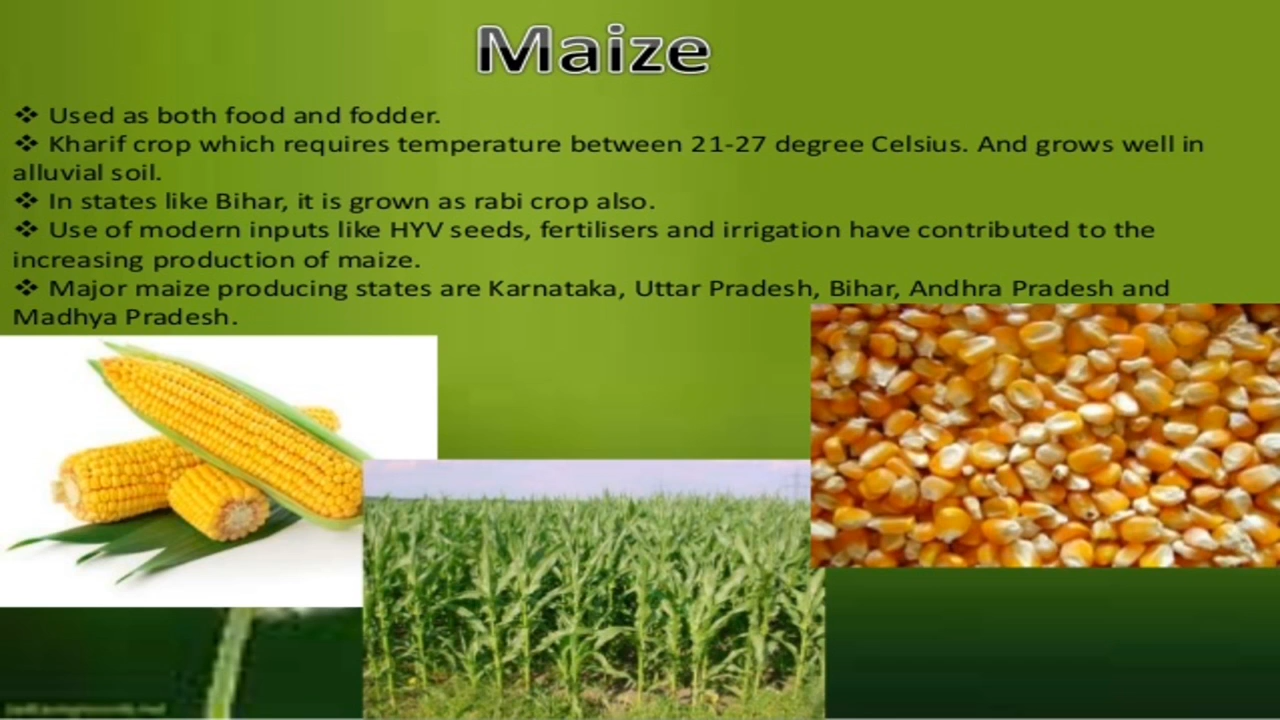 Maize
❖ Used as both food and fodder.
❖ Kharif crop which requires temperature between 21-27 degree Celsius. And grows well in
alluvial soil.
❖ In states like Bihar, it is grown as rabi crop also.
❖ Use of modern inputs like HYV seeds, fertilisers and irrigation have contributed to the
increasing production of maize.
❖ Major maize producing states are Karnataka, Uttar Pradesh, Bihar, Andhra Pradesh and
Madhya Pradesh.